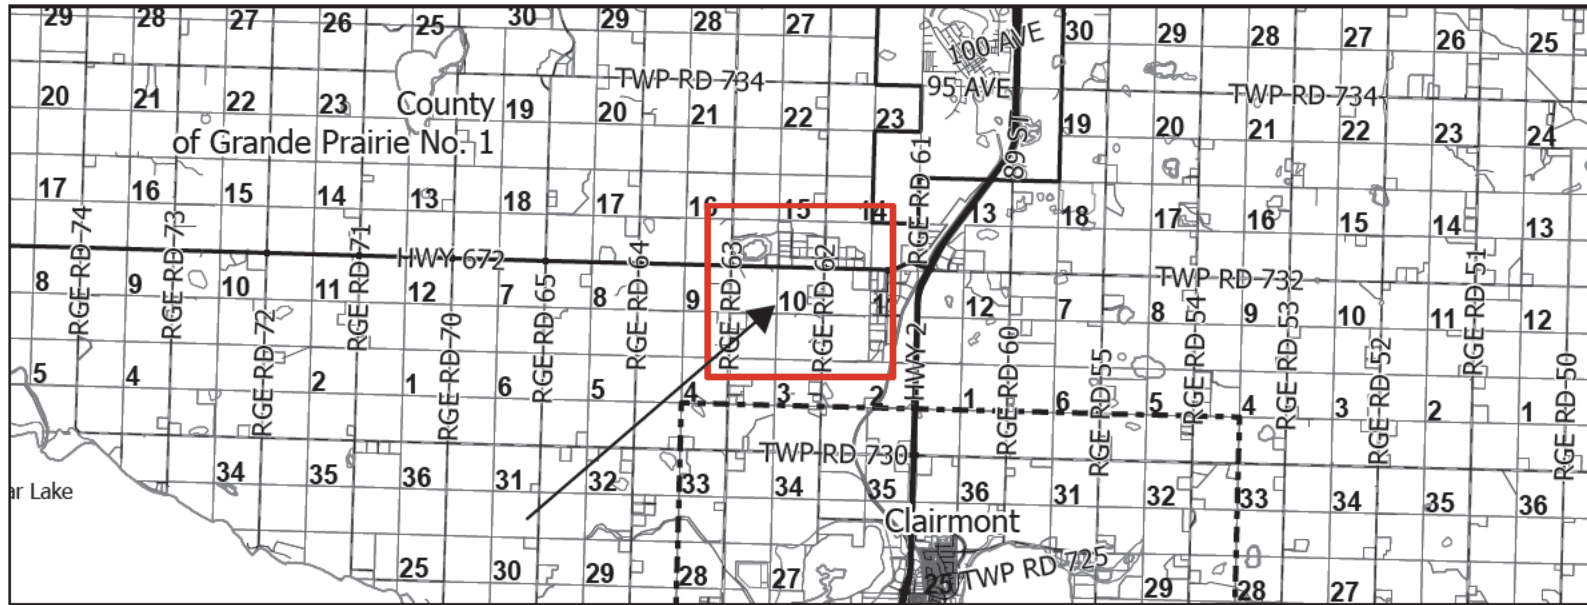 29 28 27 26 25 30 29 28 27 30 29 28 27 26 25
100 AVE
TWP RD 734 95 AVE TWP RD 734
20 21 22 23 19 20 21 22 23 19 20 21 22 23 24
County
of Grande Prairie No. 1
89 ST
RGE RD 61
17 16 15 14 13 18 17 16 15 14 13 18 17 16 15 14 13
RGE RD 74 RGE RD 73 RGE RD 71 RGE RD 64 RGE RD 63 RGE RD 62 RGE RD 51
HWY 672 TWP RD 732
8 9 10 11 12 7 8 9 10 11 12 7 8 9 10 11 12
RGE RD 72 RGE RD 70 RGE RD 65 HWY 2 RGE RD 60 RGE RD 55 RGE RD 54 RGE RD 53 RGE RD 52 RGE RD 50
5 4 2 1 6 5 4 3 2 1 6 5 4 3 2 1
TWP RD 730
34 35 36 31 32 33 34 35 36 31 32 33 34 35 36
ar Lake
Clairmont
25 30 29 28 27 25 TWP RD 725 29 28 27